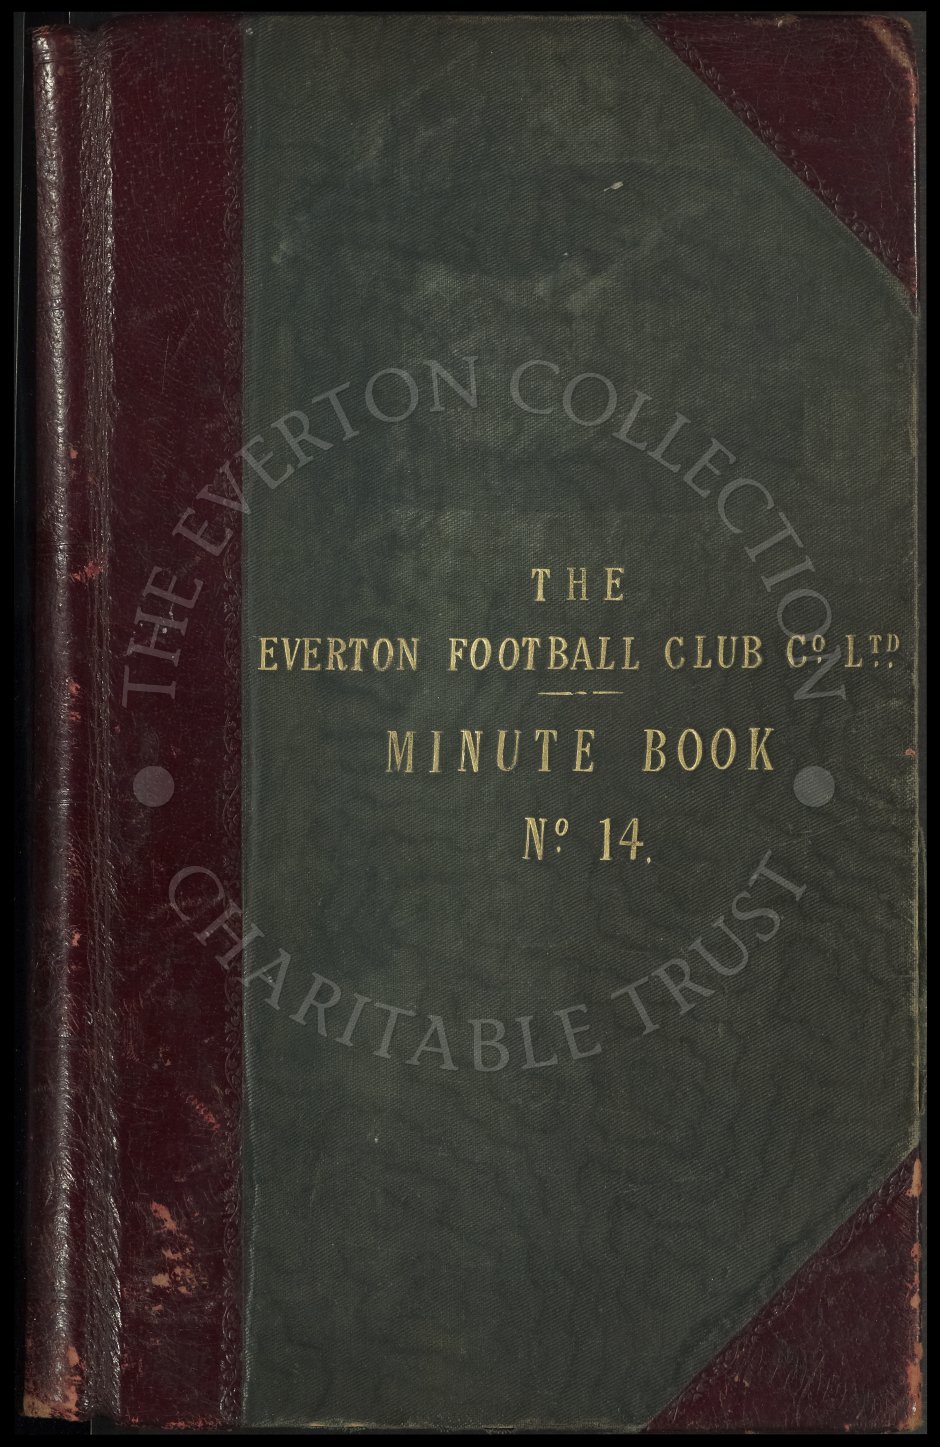 THE
EVERTON FOOTBALL CLUB Cº. LTD.
MINUTE BOOK
Nº. 14.
THE EVERTON COLLECTION
CHARITABLE TRUST